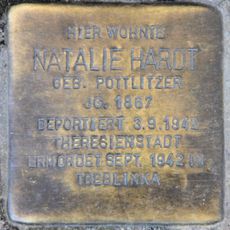 HIER WOHNTE
NATALIE HARDT
GEB. POTTLITZER
JG. 1867
DEPORTIERT 3.9.1942
THERESIENSTADT
ERMORDET SEPT. 1942 IN
TREBLINKA